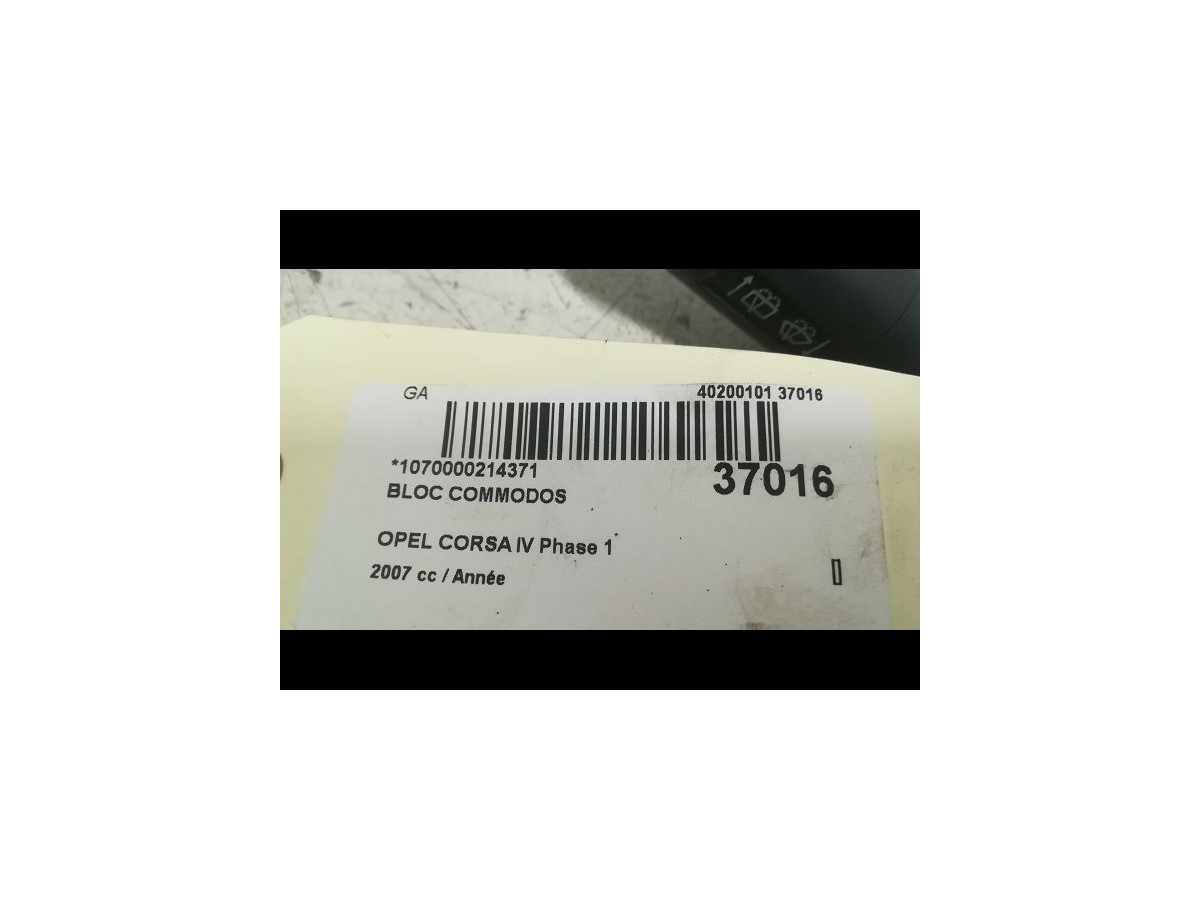 GA
40200101 37016
*1070000214371
37016
BLOC COMMODOS
OPEL CORSA IV Phase 1
2007 cc / Année